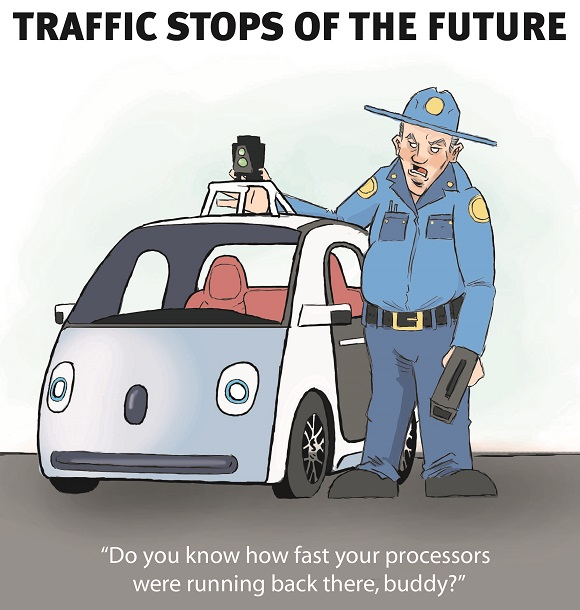 TRAFFIC STOPS OF THE FUTURE
“Do you know how fast your processors
were running back there, buddy?”